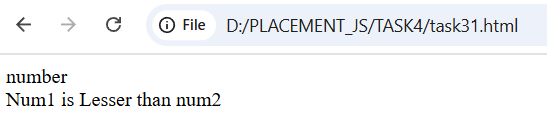 File D:/PLACEMENT_JS/TASK4/task31.html
number
Num1 is Lesser than num2